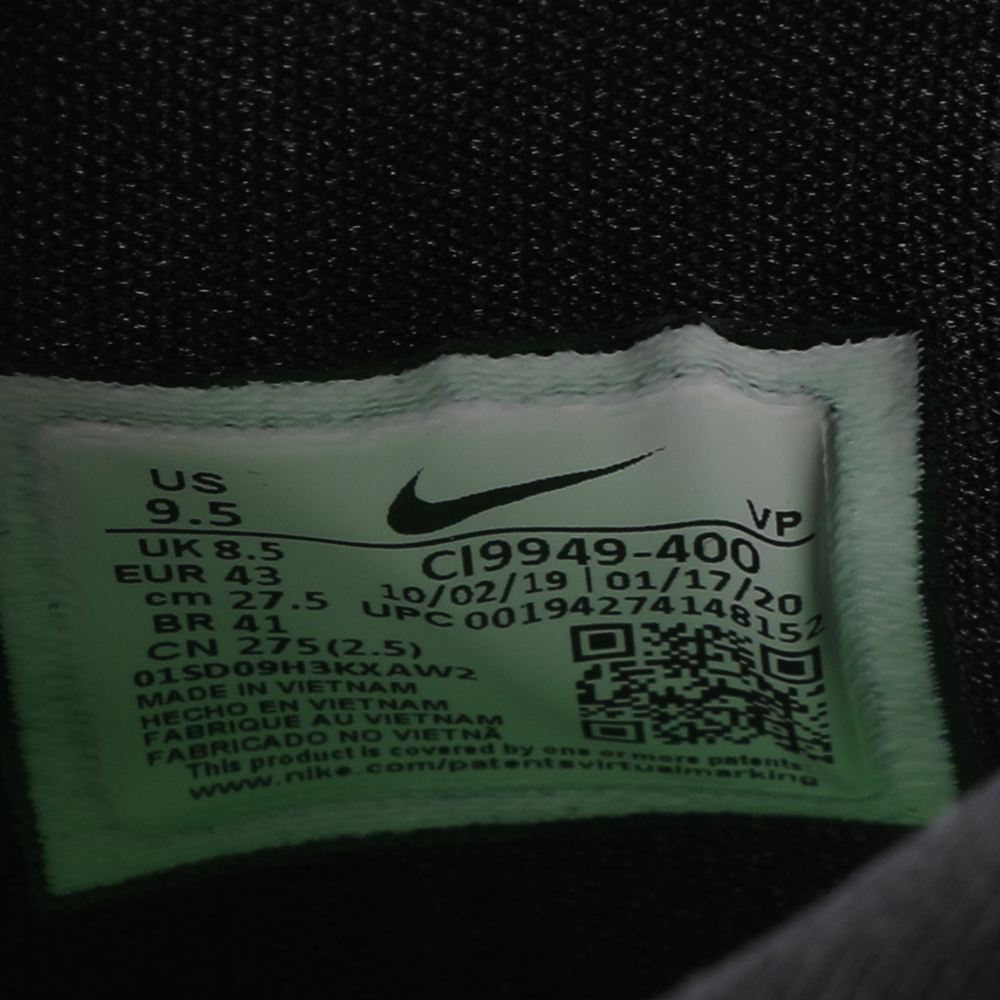 US
9.5
VP
UK 8.5
EUR 43
cm 27.5
BR 41
CN 275(2.5)
CI9949-400
10/02/19 | 01/17/20
UPC 00194274148152
01SD09H3KXAW2
MADE IN VIETNAM
HECHO EN VIETNAM
FABRIQUE AU VIETNAM
FABRICADO NO VIETNÃ
This product is covered by one or more patents
www.nike.com/patentsvirtualmarking